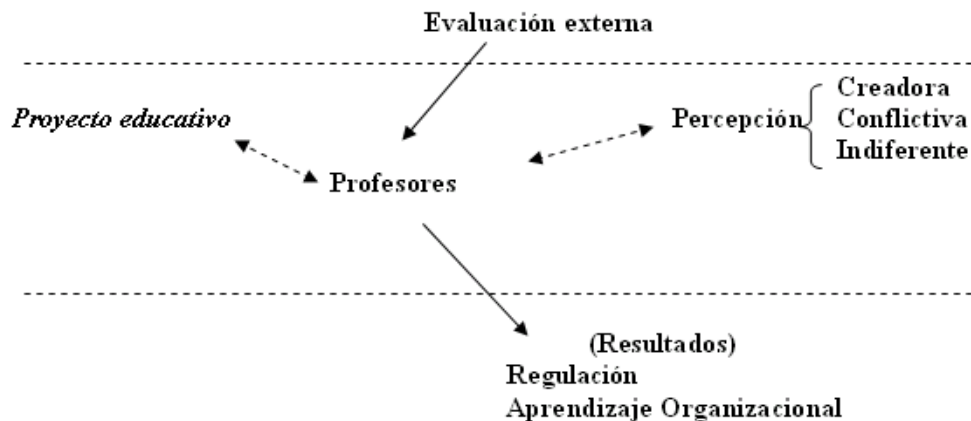 Evaluación externa
Creadora
Proyecto educativo
Percepción
Conflictiva
Indiferente
Profesores
(Resultados)
Regulación
Aprendizaje Organizacional